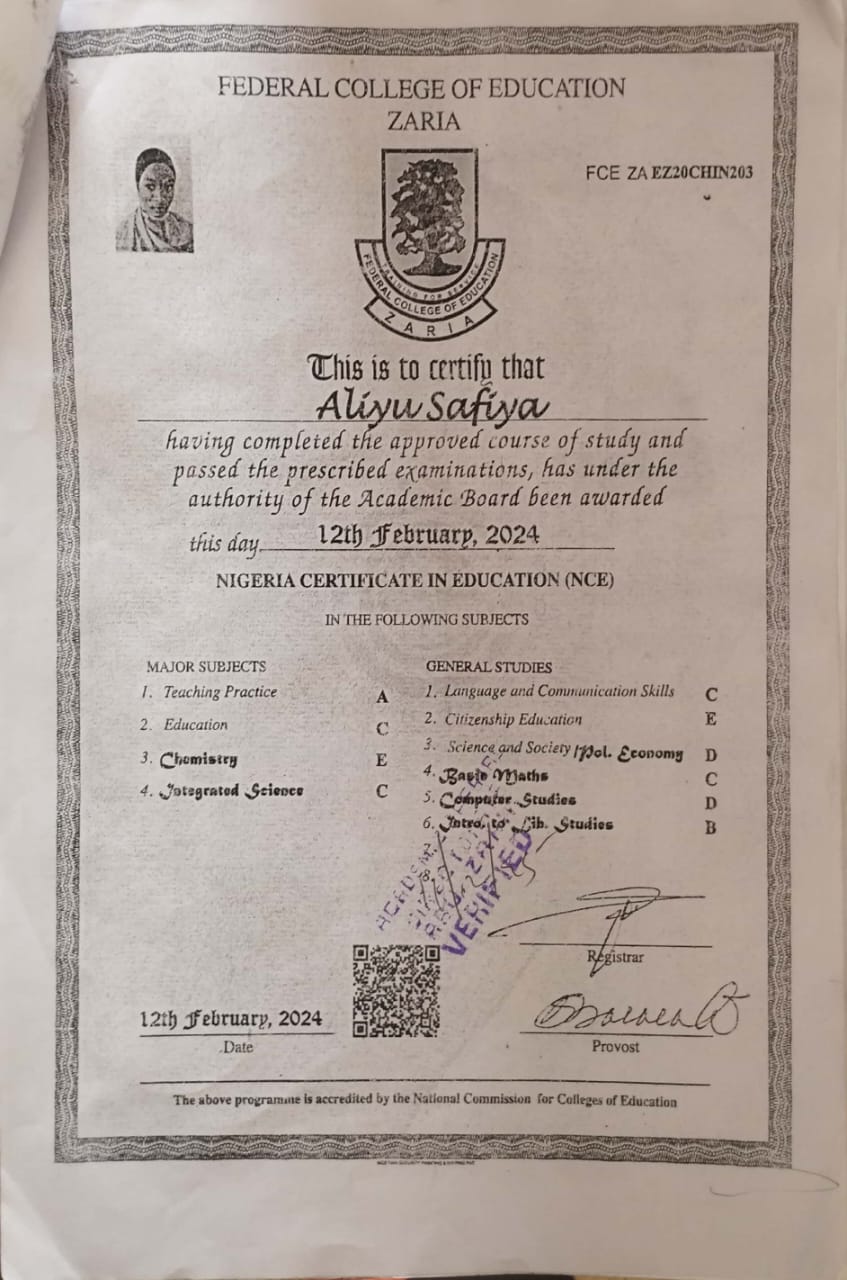 FEDERAL COLLEGE OF EDUCATION
ZARIA
FCE ZA EZ20CHIN203
TRAINING FOR SERVICE
FEDERAL COLLEGE OF EDUCATION
ZARIA
This is to certify that
Aliyu Safiya
having completed the approved course of study and
passed the prescribed examinations, has under the
authority of the Academic Board been awarded
this day 12th February, 2024
NIGERIA CERTIFICATE IN EDUCATION (NCE)
IN THE FOLLOWING SUBJECTS
MAJOR SUBJECTS
1. Teaching Practice A
2. Education C
3. Chemistry E
4. Integrated Science C
GENERAL STUDIES
1. Language and Communication Skills C
2. Citizenship Education E
3. Science and Society/Pol. Economy D
4. Basic Maths C
5. Computer Studies D
6. Intro. to Lib. Studies B
7.
8.
VERIFIED
Registrar
12th February, 2024
Date
Provost
The above programme is accredited by the National Commission for Colleges of Education